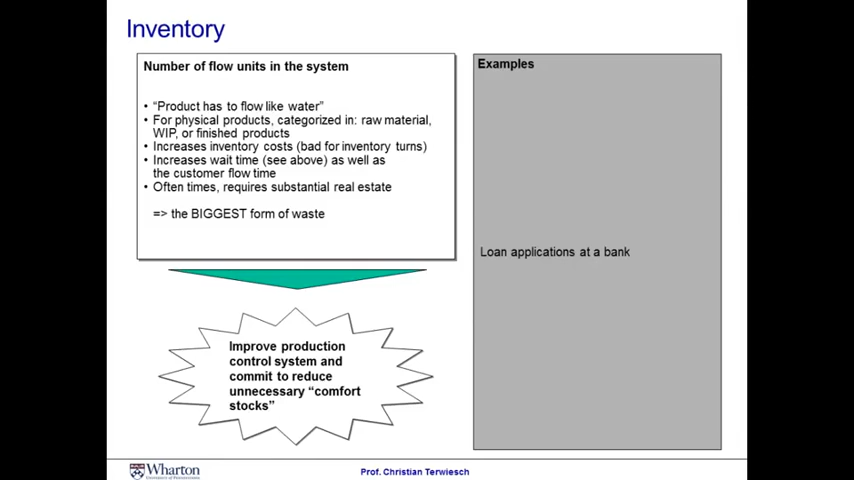 Inventory
Number of flow units in the system
• "Product has to flow like water"
• For physical products, categorized in: raw material,
WIP, or finished products
• Increases inventory costs (bad for inventory turns)
• Increases wait time (see above) as well as
the customer flow time
• Often times, requires substantial real estate
=> the BIGGEST form of waste
Improve production
control system and
commit to reduce
unnecessary "comfort
stocks"
Examples
Loan applications at a bank
Wharton
University of Pennsylvania
Prof. Christian Terwiesch